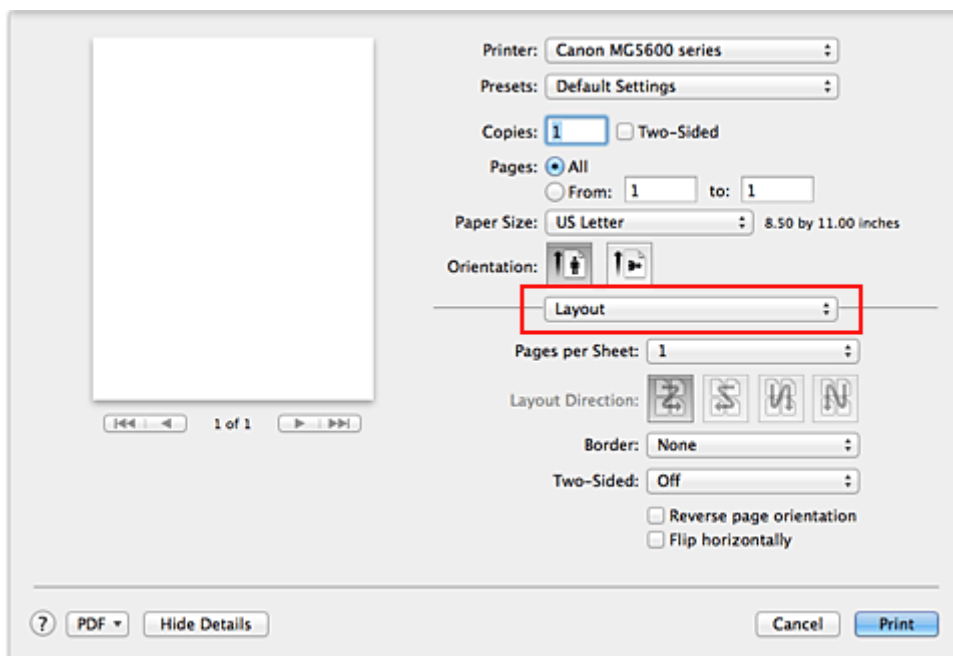 Printer: Canon MG5600 series
Presets: Default Settings
Copies: 1 Two-Sided
Pages: All
From: 1 to: 1
Paper Size: US Letter 8.50 by 11.00 inches
Orientation:
Layout
Pages per Sheet: 1
Layout Direction:
1 of 1
Border: None
Two-Sided: Off
Reverse page orientation
Flip horizontally
? PDF Hide Details Cancel Print